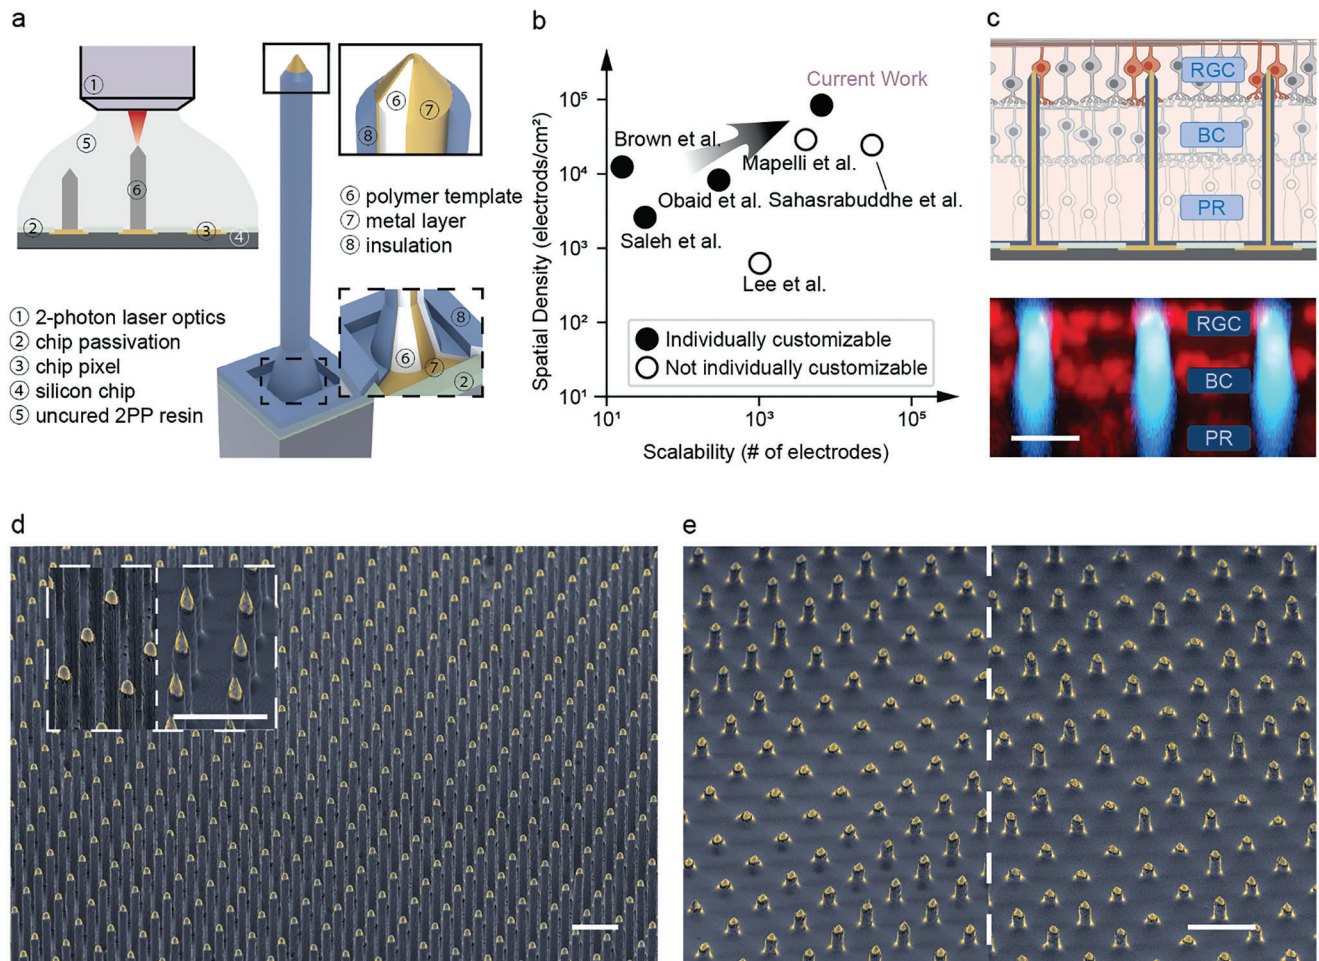 a
①
⑤
⑥
②
③
④
⑥
⑦
⑧
⑥ polymer template
⑦ metal layer
⑧ insulation
① 2-photon laser optics
② chip passivation
③ chip pixel
④ silicon chip
⑤ uncured 2PP resin
⑧
⑥
⑦
②
b
Spatial Density (electrods/cm²)
10⁵
10⁴
10³
10²
10¹
Current Work
Brown et al.
Mapelli et al.
Obaid et al.
Sahasrabuddhe et al.
Saleh et al.
Lee et al.
Individually customizable
Not individually customizable
10¹
10³
10⁵
Scalability (# of electrodes)
c
RGC
BC
PR
RGC
BC
PR
d
e